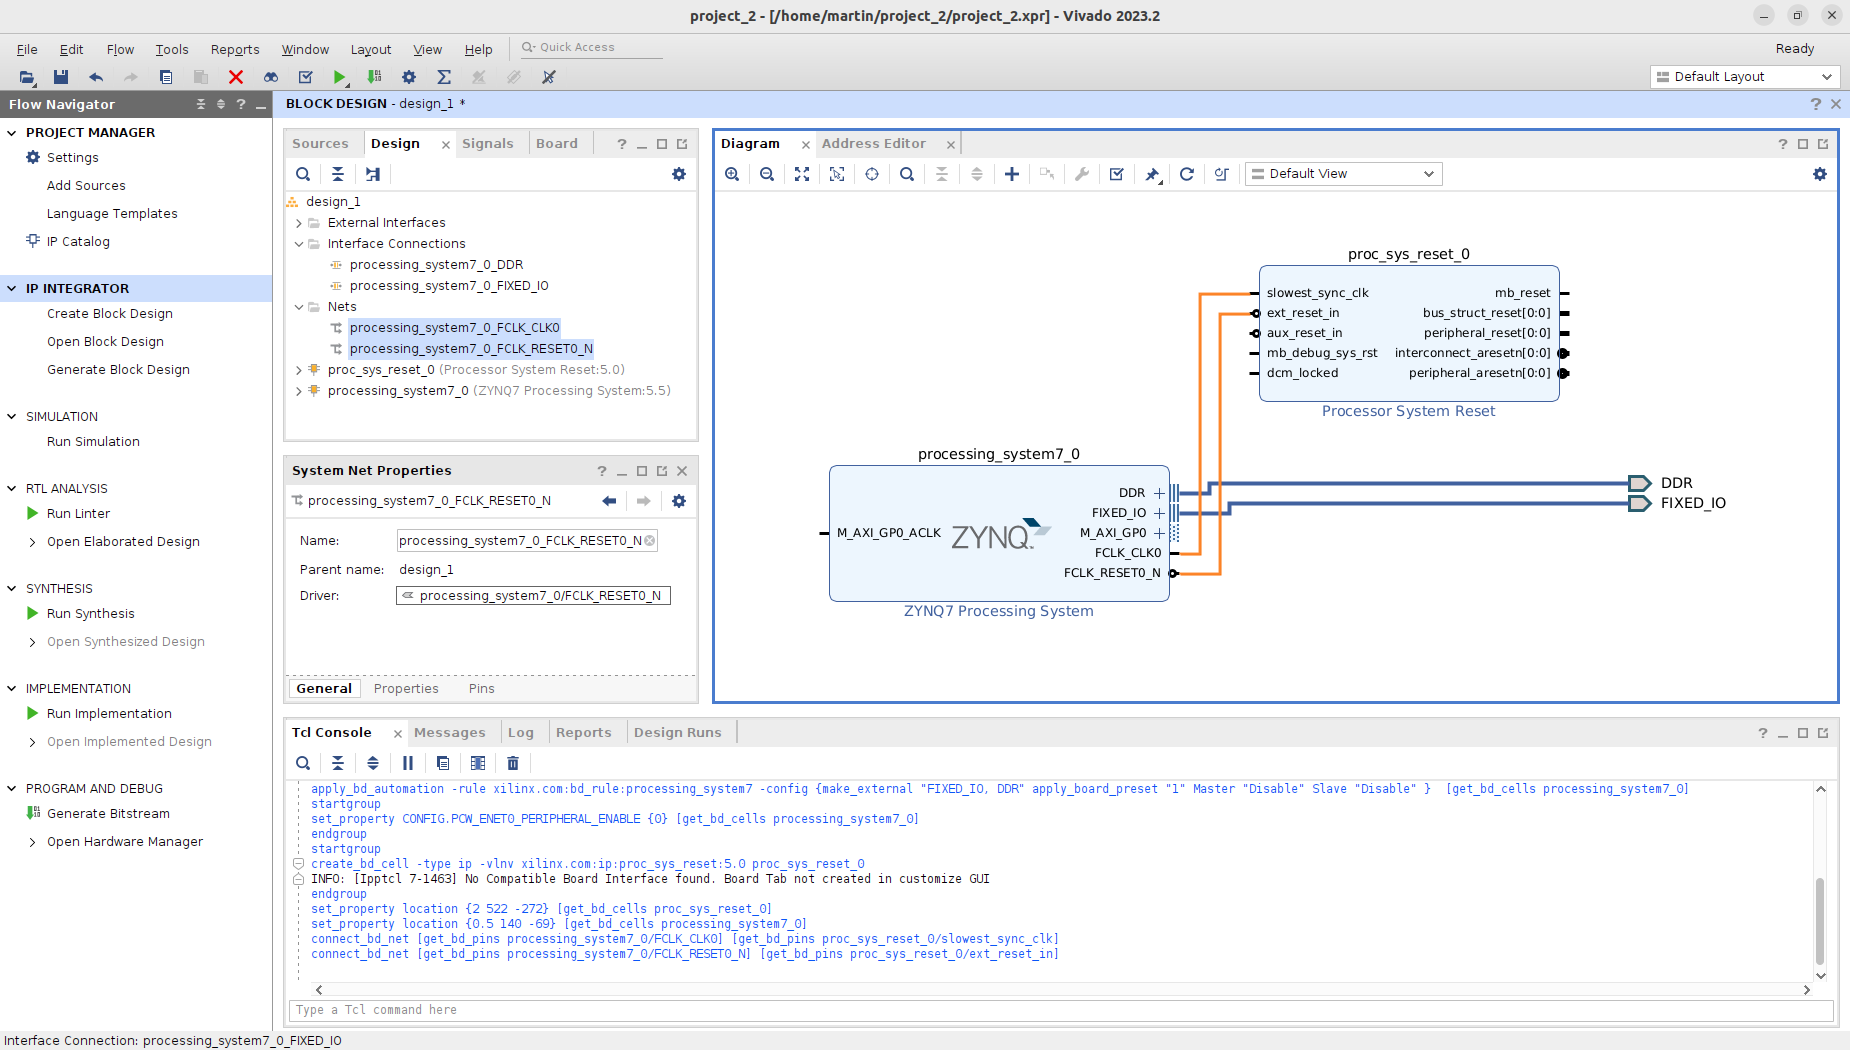 project_2 - [/home/martin/project_2/project_2.xpr] - Vivado 2023.2
File Edit Flow Tools Reports Window Layout View Help Quick Access
Ready
Default Layout
Flow Navigator
PROJECT MANAGER
Settings
Add Sources
Language Templates
IP Catalog
IP INTEGRATOR
Create Block Design
Open Block Design
Generate Block Design
SIMULATION
Run Simulation
RTL ANALYSIS
Run Linter
Open Elaborated Design
SYNTHESIS
Run Synthesis
Open Synthesized Design
IMPLEMENTATION
Run Implementation
Open Implemented Design
PROGRAM AND DEBUG
Generate Bitstream
Open Hardware Manager
BLOCK DESIGN - design_1 *
Sources Design Signals Board
design_1
External Interfaces
Interface Connections
processing_system7_0_DDR
processing_system7_0_FIXED_IO
Nets
processing_system7_0_FCLK_CLK0
processing_system7_0_FCLK_RESET0_N
proc_sys_reset_0 (Processor System Reset:5.0)
processing_system7_0 (ZYNQ7 Processing System:5.5)
System Net Properties
processing_system7_0_FCLK_RESET0_N
Name: processing_system7_0_FCLK_RESET0_N
Parent name: design_1
Driver: processing_system7_0/FCLK_RESET0_N
General Properties Pins
Diagram Address Editor
Default View
proc_sys_reset_0
slowest_sync_clk mb_reset
ext_reset_in bus_struct_reset[0:0]
aux_reset_in peripheral_reset[0:0]
mb_debug_sys_rst interconnect_aresetn[0:0]
dcm_locked peripheral_aresetn[0:0]
Processor System Reset
processing_system7_0
DDR
FIXED_IO
M_AXI_GP0_ACLK ZYNQ. M_AXI_GP0
FCLK_CLK0
FCLK_RESET0_N
ZYNQ7 Processing System
DDR
FIXED_IO
Tcl Console Messages Log Reports Design Runs
apply_bd_automation -rule xilinx.com:bd_rule:processing_system7 -config {make_external "FIXED_IO, DDR" apply_board_preset "1" Master "Disable" Slave "Disable" }  [get_bd_cells processing_system7_0]
startgroup
set_property CONFIG.PCW_ENET0_PERIPHERAL_ENABLE {0} [get_bd_cells processing_system7_0]
endgroup
startgroup
create_bd_cell -type ip -vlnv xilinx.com:ip:proc_sys_reset:5.0 proc_sys_reset_0
INFO: [Ipptcl 7-1463] No Compatible Board Interface found. Board Tab not created in customize GUI
endgroup
set_property location {2 522 -272} [get_bd_cells proc_sys_reset_0]
set_property location {0.5 140 -69} [get_bd_cells processing_system7_0]
connect_bd_net [get_bd_pins processing_system7_0/FCLK_CLK0] [get_bd_pins proc_sys_reset_0/slowest_sync_clk]
connect_bd_net [get_bd_pins processing_system7_0/FCLK_RESET0_N] [get_bd_pins proc_sys_reset_0/ext_reset_in]
Type a Tcl command here
Interface Connection: processing_system7_0_FIXED_IO